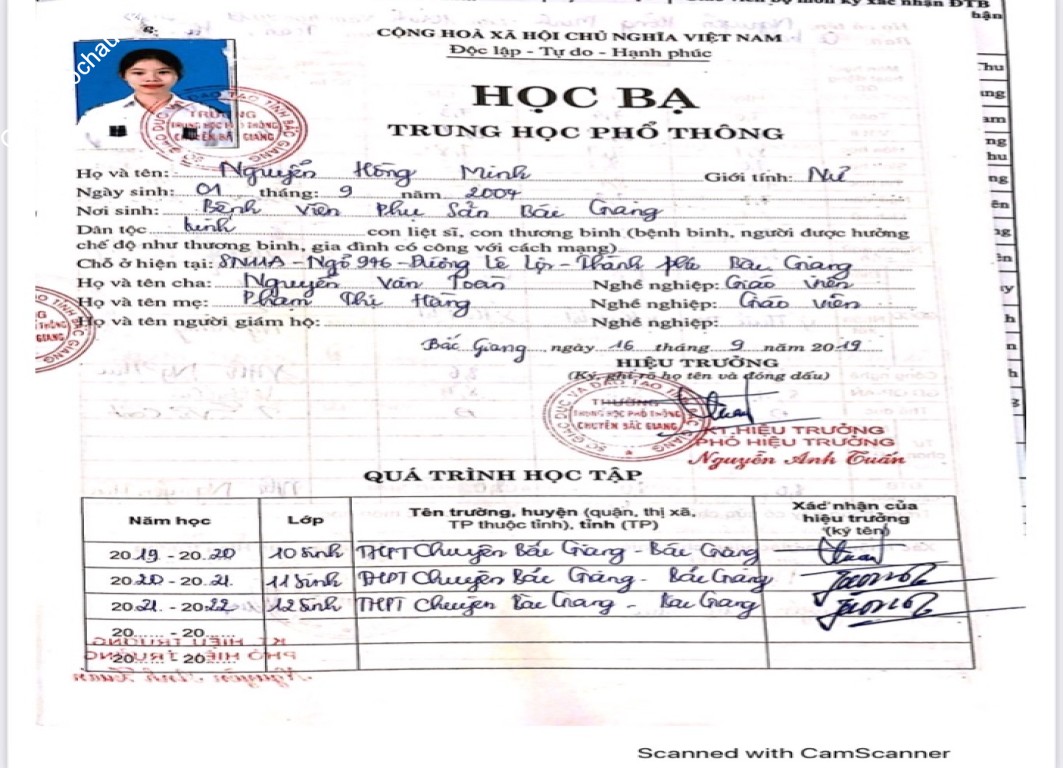 bận
CỘNG HOÀ XÃ HỘI CHỦ NGHĨA VIỆT NAM
Độc lập - Tự do - Hạnh phúc
HỌC BẠ
TRUNG HỌC PHỔ THÔNG
Họ và tên: Nguyễn Hồng Minh Giới tính: Nữ
Ngày sinh: 01 tháng: 9 năm 2004
Nơi sinh: Bệnh viện Phụ Sản Bắc Giang
Dân tộc kinh con liệt sĩ, con thương binh (bệnh binh, người được hưởng
chế độ như thương binh, gia đình có công với cách mạng)
Chỗ ở hiện tại: SN11A - Ngõ 946 - Đường Lê Lợi - Thành phố Bắc Giang
Họ và tên cha: Nguyễn Văn Toàn Nghề nghiệp: Giáo viên
Họ và tên mẹ: Phạm Thị Hằng Nghề nghiệp: Giáo viên
Họ và tên người giám hộ: Nghề nghiệp:
Bắc Giang, ngày 16 tháng 9 năm 2019
HIỆU TRƯỞNG
(Ký, ghi rõ họ tên và đóng dấu)
TRƯỜNG
TRUNG HỌC PHỔ THÔNG
CHUYÊN BẮC GIANG
KT.HIỆU TRƯỞNG
PHÓ HIỆU TRƯỞNG
Nguyễn Anh Tuấn
QUÁ TRÌNH HỌC TẬP
Năm học Lớp Tên trường, huyện (quận, thị xã, TP thuộc tỉnh), tỉnh (TP) Xác nhận của hiệu trưởng (ký tên)
2019 - 2020 10 Sinh THPT Chuyên Bắc Giang - Bắc Giang
2020 - 2021 11 Sinh THPT Chuyên Bắc Giang - Bắc Giang
2021 - 2022 12 Sinh THPT Chuyên Bắc Giang - Bắc Giang
20...... - 20......
20...... 20......
Scanned with CamScanner